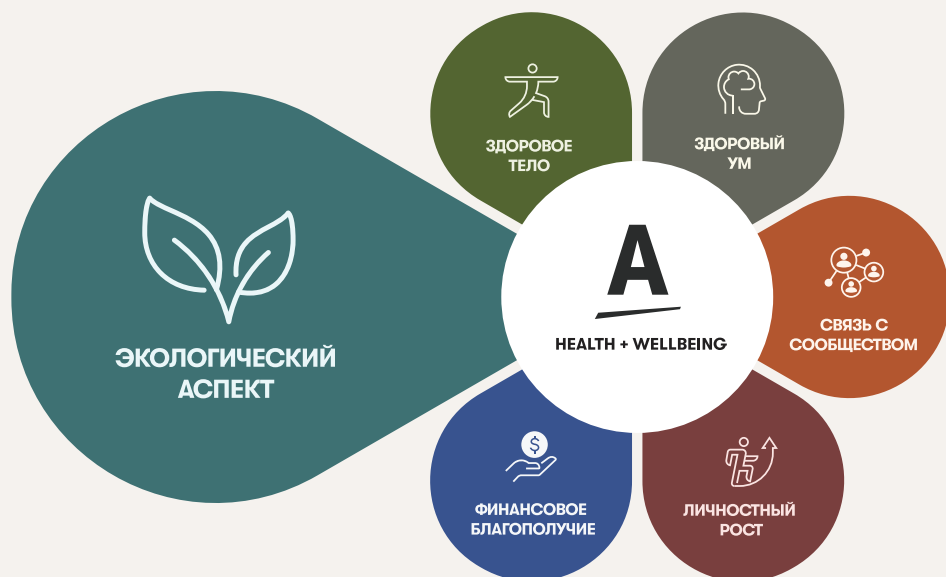 ЗДОРОВОЕ
ТЕЛО
ЗДОРОВЫЙ
УМ
ЭКОЛОГИЧЕСКИЙ
АСПЕКТ
A
HEALTH + WELLBEING
СВЯЗЬ С
СООБЩЕСТВОМ
$
ФИНАНСОВОЕ
БЛАГОПОЛУЧИЕ
ЛИЧНОСТНЫЙ
РОСТ